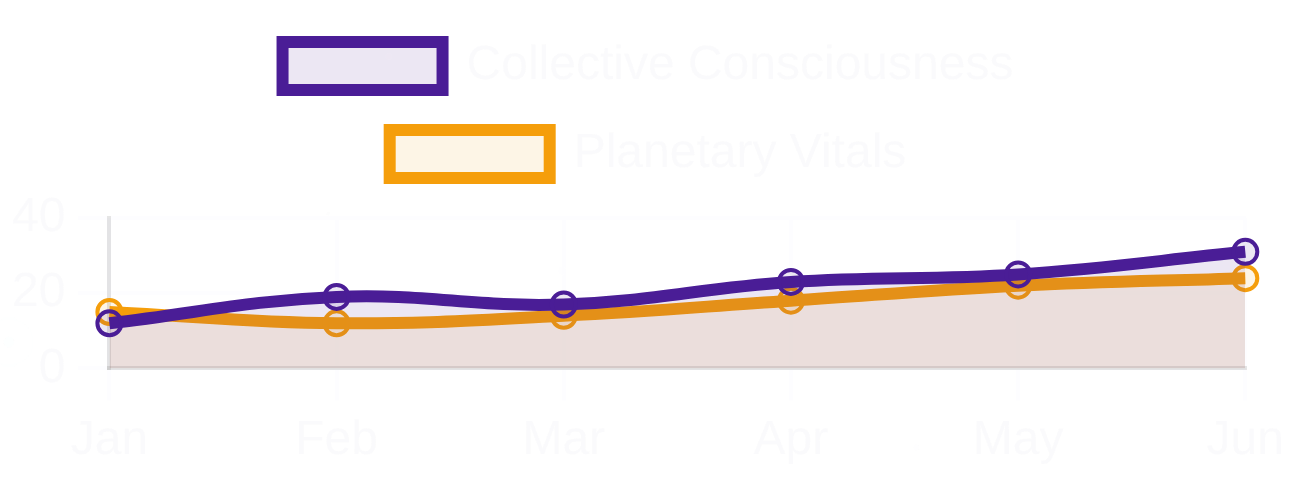 Collective Consciousness
Planetary Vitals
40
20
0
Jan Feb Mar Apr May Jun